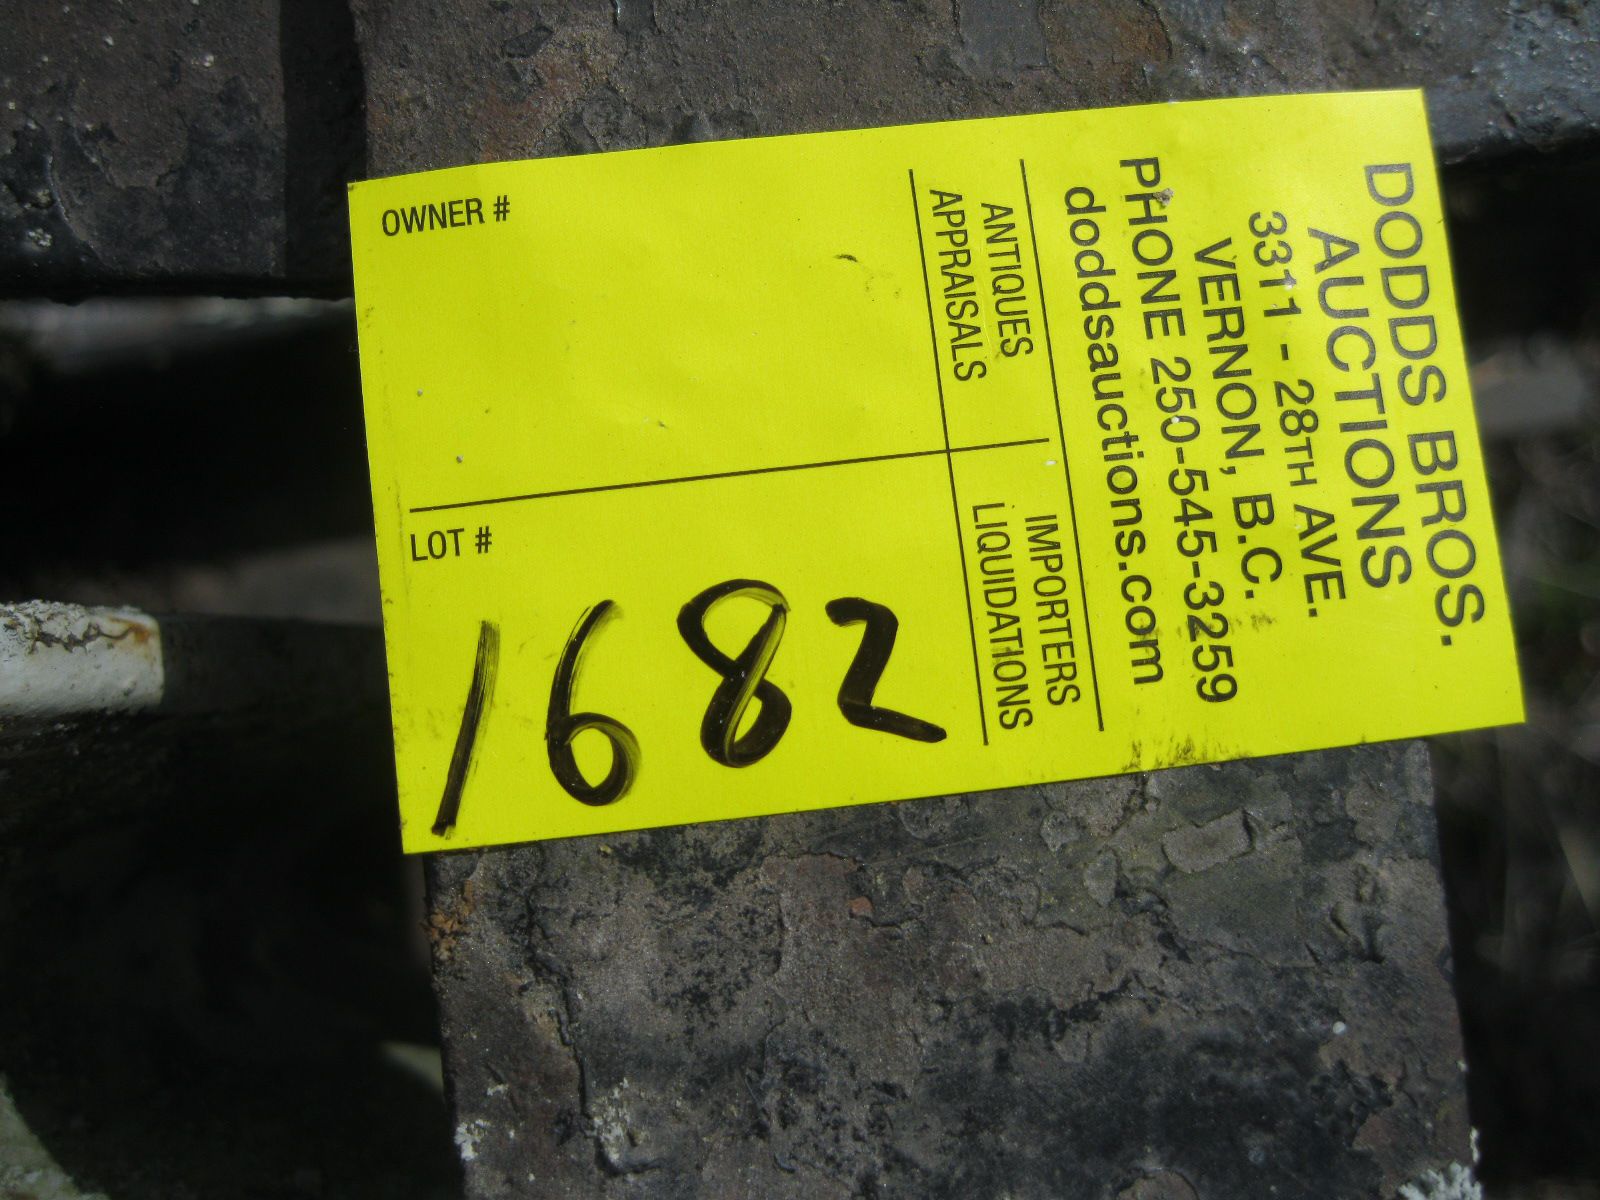 DODDS BROS.
AUCTIONS
3311 - 28TH AVE.
VERNON, B.C.
PHONE 250-545-3259
doddsauctions.com
ANTIQUES
APPRAISALS
IMPORTERS
LIQUIDATIONS
OWNER #
LOT #
1682